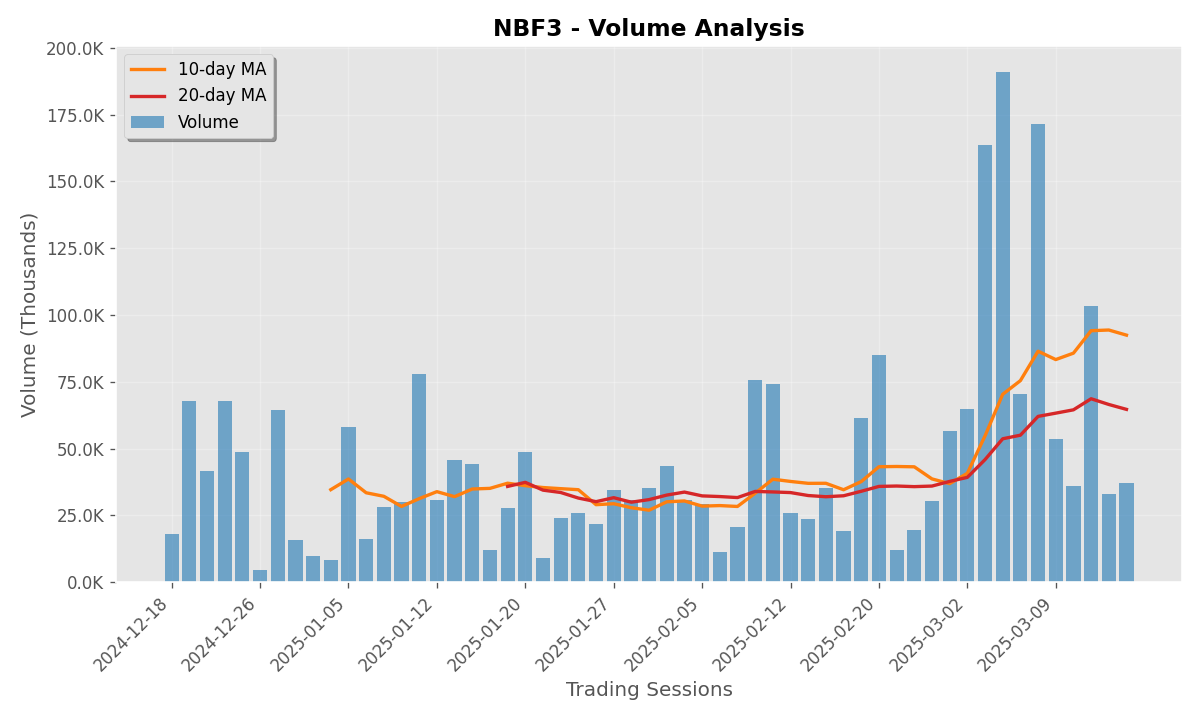 NBF3 - Volume Analysis
200.0K
175.0K
150.0K
125.0K
100.0K
75.0K
50.0K
25.0K
0.0K
Volume (Thousands)
10-day MA
20-day MA
Volume
2024-12-18
2024-12-26
2025-01-05
2025-01-12
2025-01-20
2025-01-27
2025-02-05
2025-02-12
2025-02-20
2025-03-02
2025-03-09
Trading Sessions